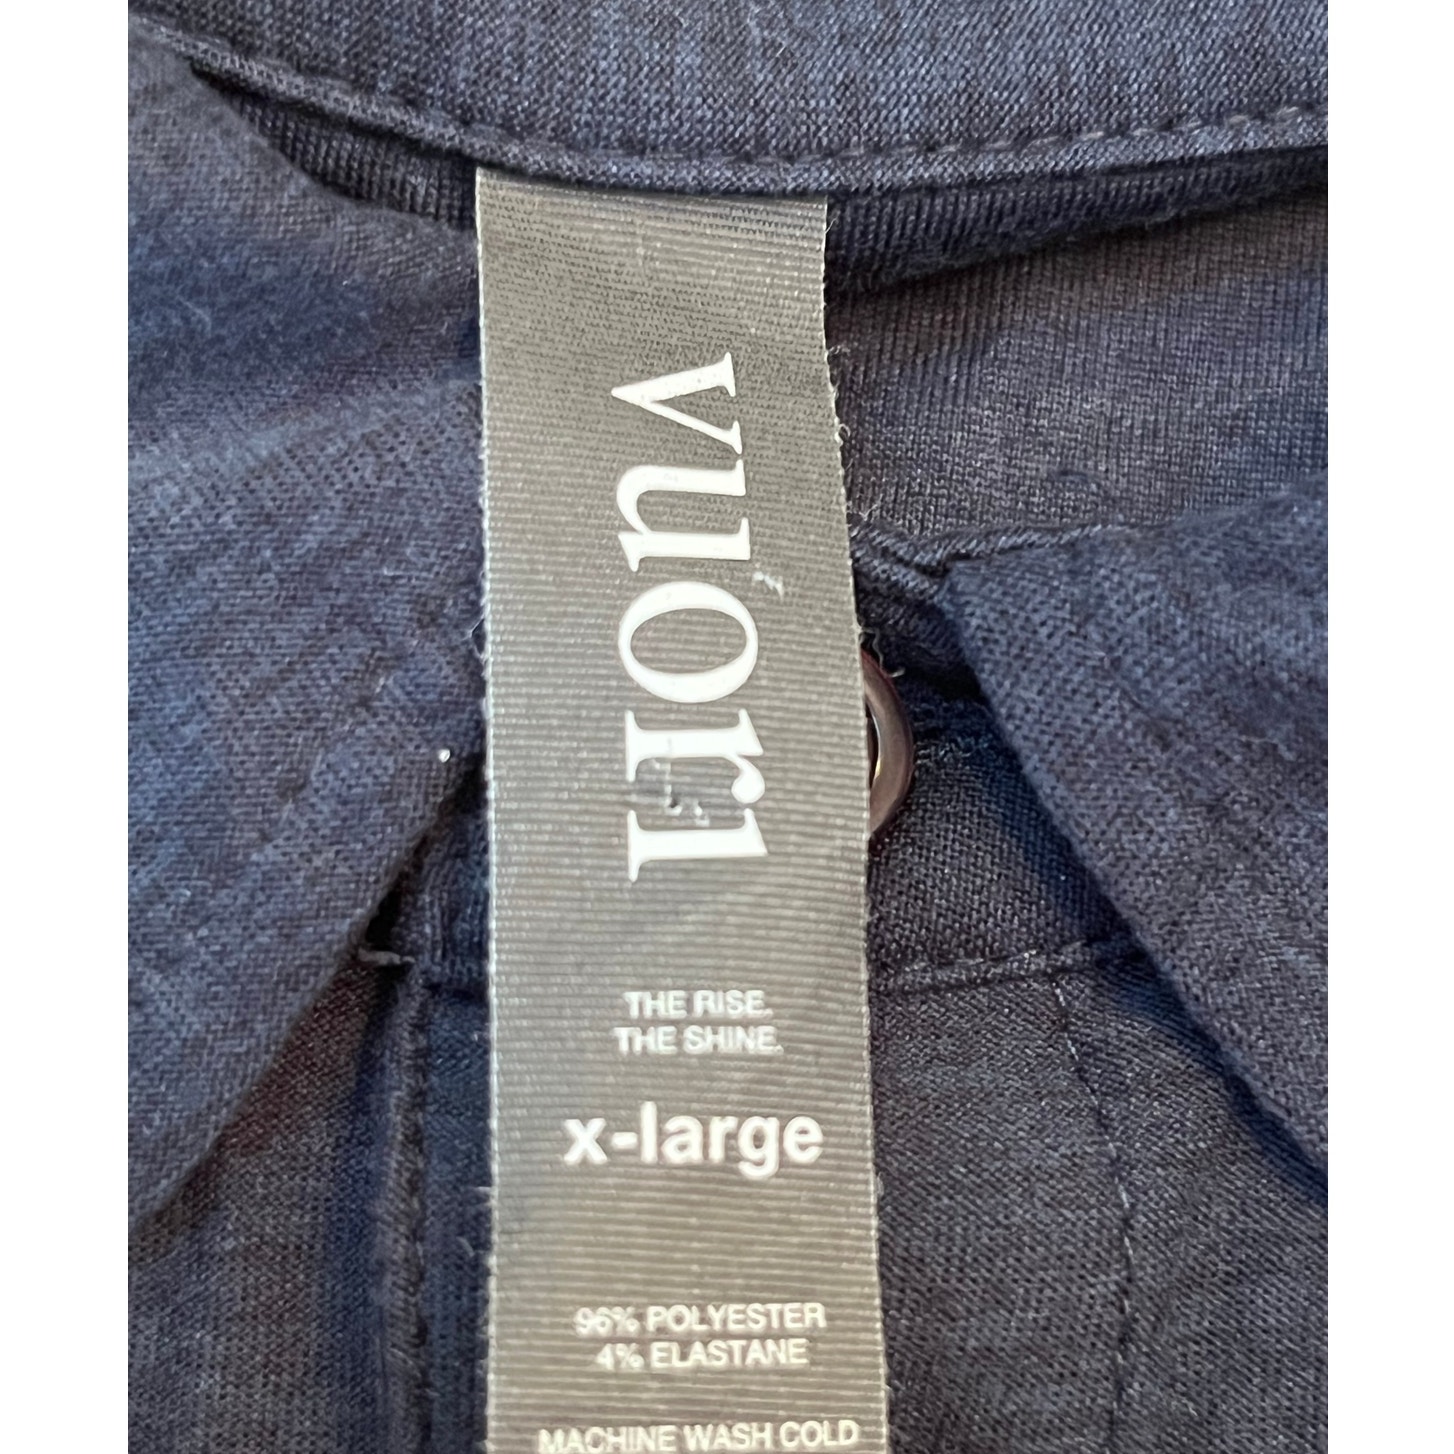 vuori
THE RISE.
THE SHINE.
x-large
96% POLYESTER
4% ELASTANE
MACHINE WASH COLD